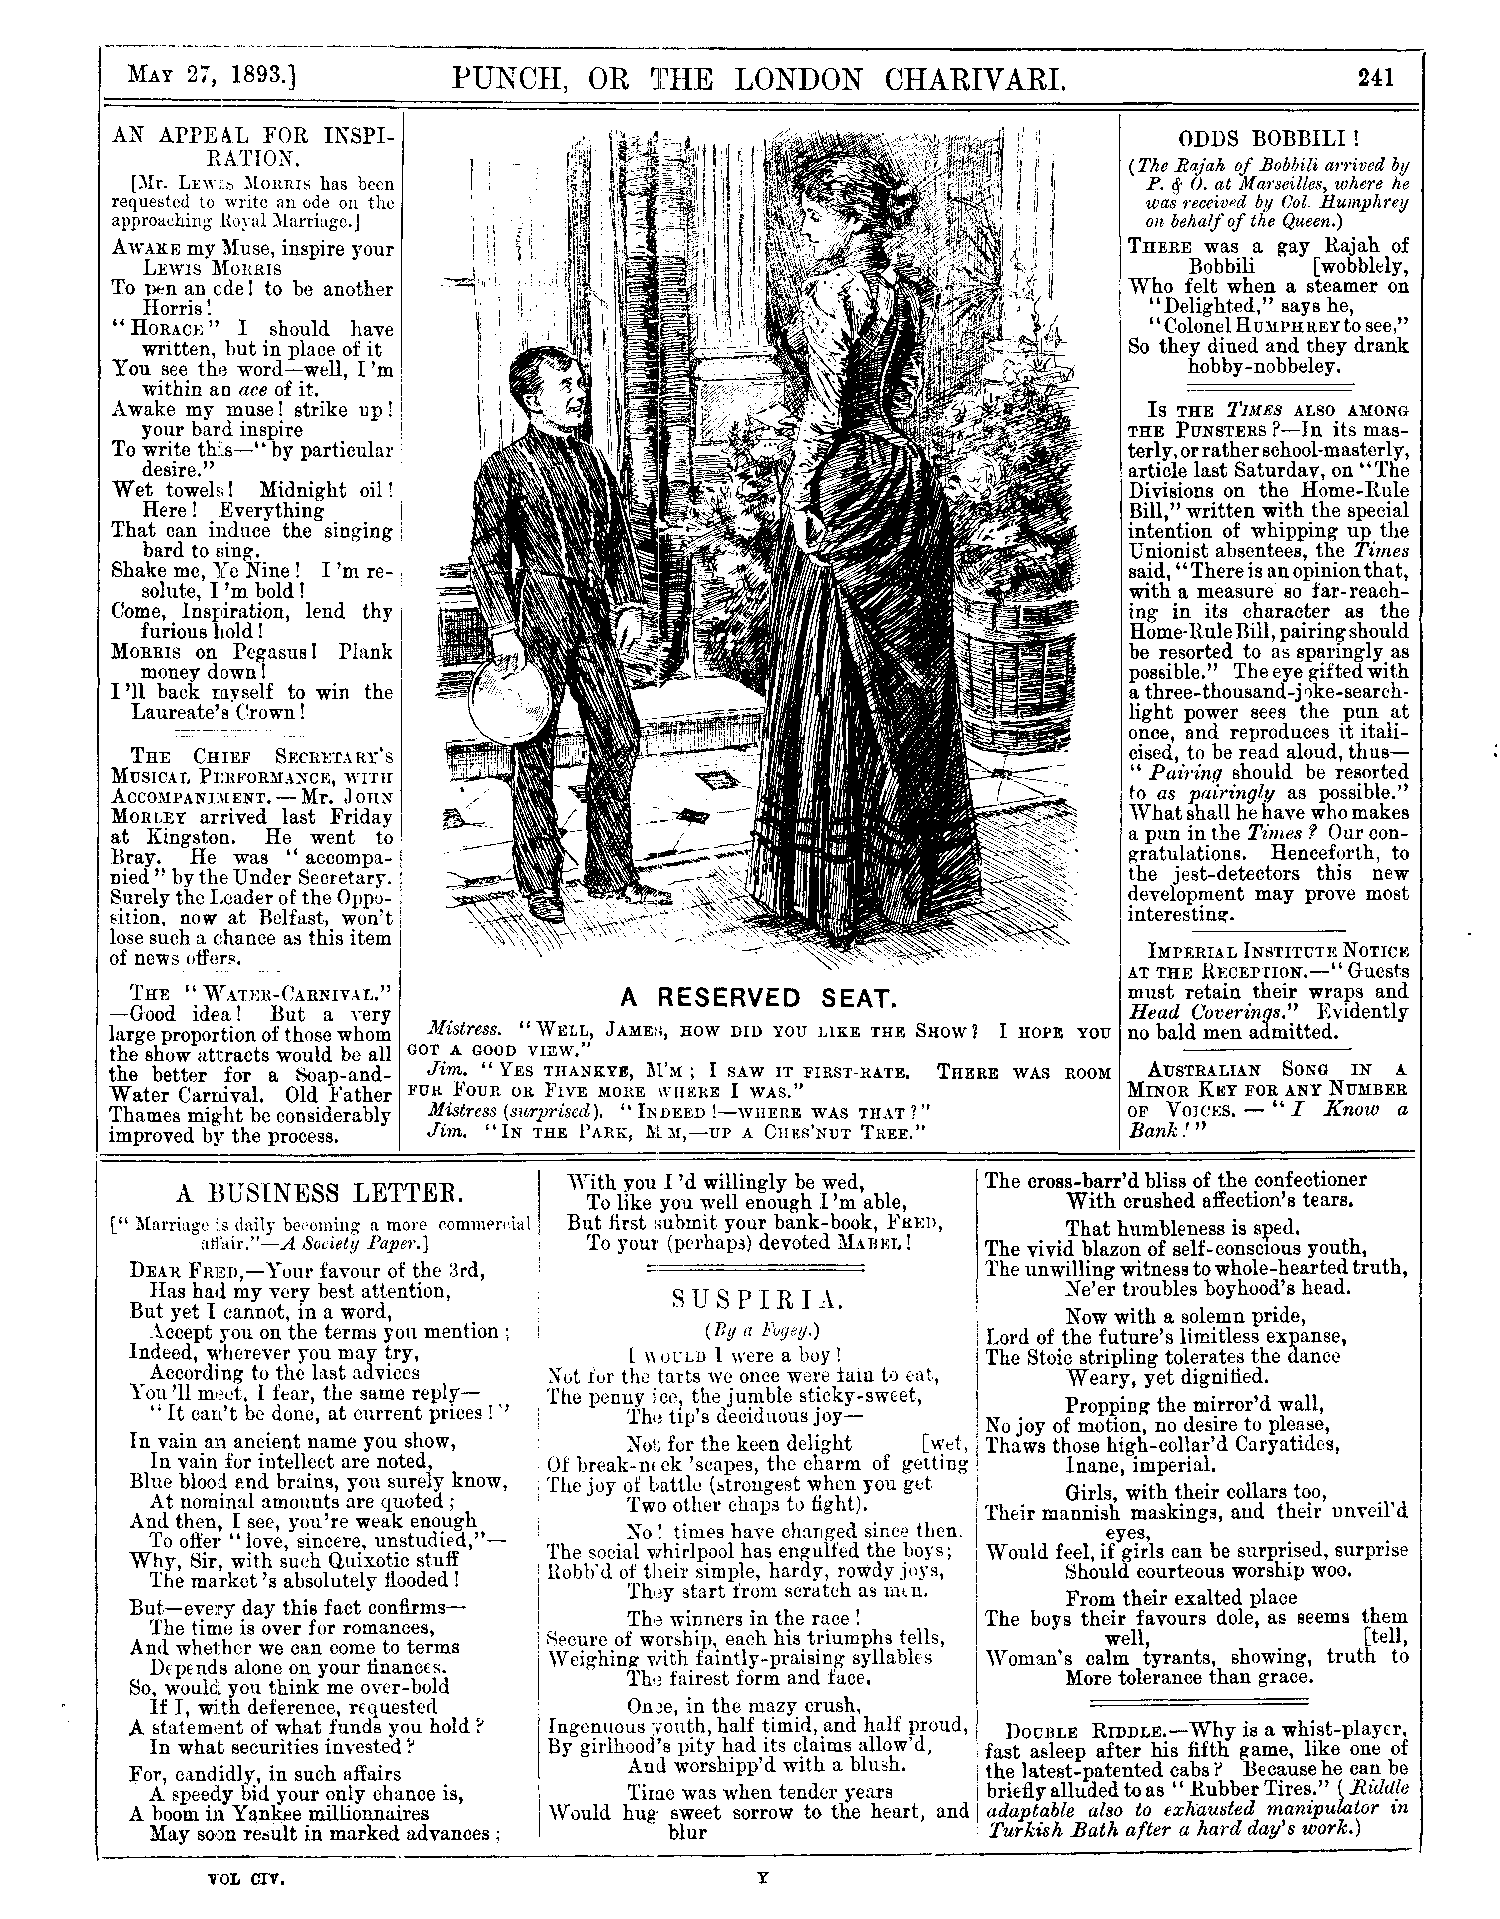 MAY 27, 1893.]
PUNCH, OR THE LONDON CHARIVARI.
241
AN APPEAL FOR INSPI-
RATION.
[Mr. LEWIS MORRIS has been
requested to write an ode on the
approaching Royal Marriage.]
AWAKE my Muse, inspire your
LEWIS MORRIS
To pen an ode! to be another
Horris!
"HORACE" I should have
written, but in place of it
You see the word—well, I'm
within an ace of it.
Awake my muse! strike up!
your bard inspire
To write this—"by particular
desire."
Wet towels! Midnight oil!
Here! Everything
That can induce the singing
bard to sing.
Shake me, Ye Nine! I'm re-
solute, I'm bold!
Come, Inspiration, lend thy
furious hold!
MORRIS on Pegasus! Plank
money down!
I'll back myself to win the
Laureate's Crown!
THE CHIEF SECRETARY'S
MUSICAL PERFORMANCE, WITH
ACCOMPANIMENT.—Mr. JOHN
MORLEY arrived last Friday
at Kingston. He went to
Bray. He was "accompa-
nied" by the Under Secretary.
Surely the Leader of the Oppo-
sition, now at Belfast, won't
lose such a chance as this item
of news offers.
THE "WATER-CARNIVAL."
—Good idea! But a very
large proportion of those whom
the show attracts would be all
the better for a Soap-and-
Water Carnival. Old Father
Thames might be considerably
improved by the process.
A RESERVED SEAT.
Mistress. "WELL, JAMES, HOW DID YOU LIKE THE SHOW? I HOPE YOU
GOT A GOOD VIEW."
Jim. "YES THANKYE, M'M; I SAW IT FIRST-RATE. THERE WAS ROOM
FUR FOUR OR FIVE MORE WHERE I WAS."
Mistress (surprised). "INDEED!—WHERE WAS THAT?"
Jim. "IN THE PARK, M'M,—UP A CHES'NUT TREE."
ODDS BOBBILI!
(The Rajah of Bobbili arrived by
P. & O. at Marseilles, where he
was received by Col. Humphrey
on behalf of the Queen.)
THERE was a gay Rajah of
Bobbili [wobblely,
Who felt when a steamer on
"Delighted," says he,
"Colonel HUMPHREY to see,"
So they dined and they drank
hobby-nobbeley.
IS THE TIMES ALSO AMONG
THE PUNSTERS?—In its mas-
terly, or rather school-masterly,
article last Saturday, on "The
Divisions on the Home-Rule
Bill," written with the special
intention of whipping up the
Unionist absentees, the Times
said, "There is an opinion that,
with a measure so far-reach-
ing in its character as the
Home-Rule Bill, pairing should
be resorted to as sparingly as
possible." The eye gifted with
a three-thousand-joke-search-
light power sees the pun at
once, and reproduces it itali-
cised, to be read aloud, thus—
"Pairing should be resorted
to as pairingly as possible."
What shall he have who makes
a pun in the Times? Our con-
gratulations. Henceforth, to
the jest-detectors this new
development may prove most
interesting.
IMPERIAL INSTITUTE NOTICE
AT THE RECEPTION.—"Guests
must retain their wraps and
Head Coverings." Evidently
no bald men admitted.
AUSTRALIAN SONG IN A
MINOR KEY FOR ANY NUMBER
OF VOICES.—"I Know a
Bank!"
A BUSINESS LETTER.
["Marriage is daily becoming a more commercial
affair."—A Society Paper.]
DEAR FRED,—Your favour of the 3rd,
Has had my very best attention,
But yet I cannot, in a word,
Accept you on the terms you mention;
Indeed, wherever you may try,
According to the last advices
You'll meet, I fear, the same reply—
"It can't be done, at current prices!"
In vain an ancient name you show,
In vain for intellect are noted,
Blue blood and brains, you surely know,
At nominal amounts are quoted;
And then, I see, you're weak enough
To offer "love, sincere, unstudied,"—
Why, Sir, with such Quixotic stuff
The market's absolutely flooded!
But—every day this fact confirms—
The time is over for romances,
And whether we can come to terms
Depends alone on your finances.
So, would you think me over-bold
If I, with deference, requested
A statement of what funds you hold?
In what securities invested?
For, candidly, in such affairs
A speedy bid your only chance is,
A boom in Yankee millionnaires
May soon result in marked advances;
With you I'd willingly be wed,
To like you well enough I'm able,
But first submit your bank-book, FRED,
To your (perhaps) devoted MABEL!
SUSPIRIA.
(By a Fogey.)
I WOULD I were a boy!
Not for the tarts we once were fain to eat,
The penny ice, the jumble sticky-sweet,
The tip's deciduous joy—
Not for the keen delight [wet,
Of break-neck 'scapes, the charm of getting
The joy of battle (strongest when you get
Two other chaps to fight).
No! times have changed since then.
The social whirlpool has engulfed the boys;
Robb'd of their simple, hardy, rowdy joys,
They start from scratch as men.
The winners in the race!
Secure of worship, each his triumphs tells,
Weighing with faintly-praising syllables
The fairest form and face.
Once, in the mazy crush,
Ingenuous youth, half timid, and half proud,
By girlhood's pity had its claims allow'd,
And worshipp'd with a blush.
Time was when tender years
Would hug sweet sorrow to the heart, and
blur
The cross-barr'd bliss of the confectioner
With crushed affection's tears.
That humbleness is sped.
The vivid blazon of self-conscious youth,
The unwilling witness to whole-hearted truth,
Ne'er troubles boyhood's head.
Now with a solemn pride,
Lord of the future's limitless expanse,
The Stoic stripling tolerates the dance
Weary, yet dignified.
Propping the mirror'd wall,
No joy of motion, no desire to please,
Thaws those high-collar'd Caryatides,
Inane, imperial.
Girls, with their collars too,
Their mannish maskings, and their unveil'd
eyes,
Would feel, if girls can be surprised, surprise
Should courteous worship woo.
From their exalted place
The boys their favours dole, as seems them
well, [tell,
Woman's calm tyrants, showing, truth to
More tolerance than grace.
DOUBLE RIDDLE.—Why is a whist-player,
fast asleep after his fifth game, like one of
the latest-patented cabs? Because he can be
briefly alluded to as "Rubber Tires." (Riddle
adaptable also to exhausted manipulator in
Turkish Bath after a hard day's work.)
VOL CIV.
Y